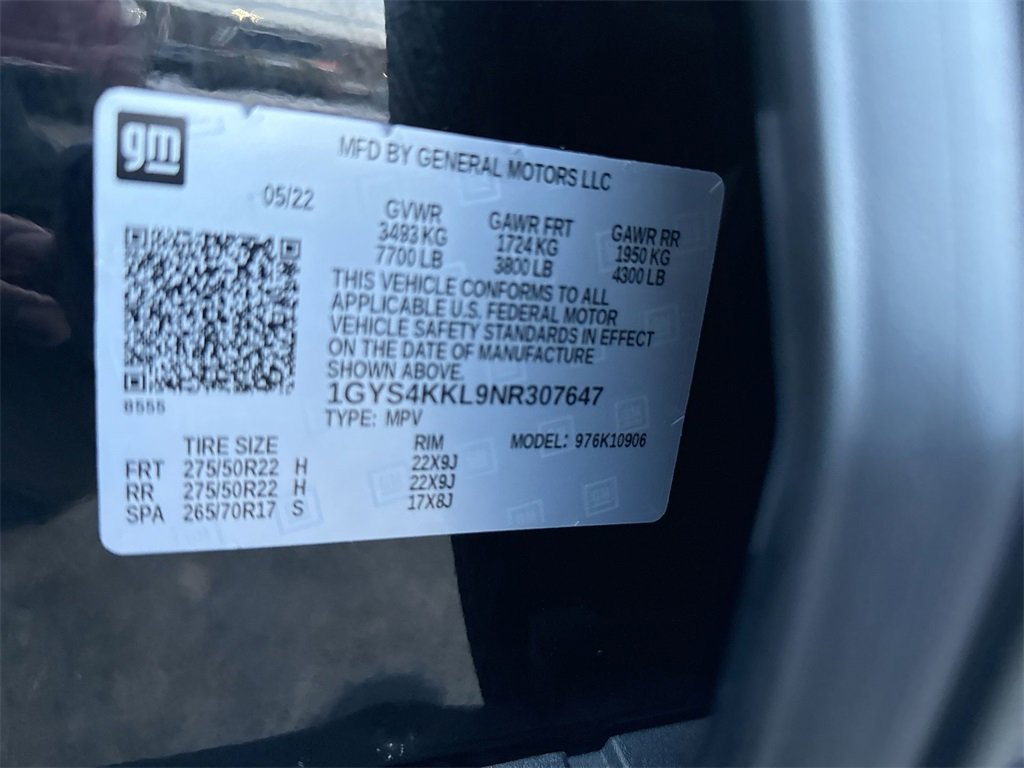 gm
MFD BY GENERAL MOTORS LLC
05/22
GVWR GAWR FRT GAWR RR
3493 KG 1724 KG 1950 KG
7700 LB 3800 LB 4300 LB
THIS VEHICLE CONFORMS TO ALL
APPLICABLE U.S. FEDERAL MOTOR
VEHICLE SAFETY STANDARDS IN EFFECT
ON THE DATE OF MANUFACTURE
SHOWN ABOVE.
1GYS4KKL9NR307647
TYPE: MPV
8555
TIRE SIZE RIM MODEL: 976K10906
FRT 275/50R22 H 22X9J
RR 275/50R22 H 22X9J
SPA 265/70R17 S 17X8J